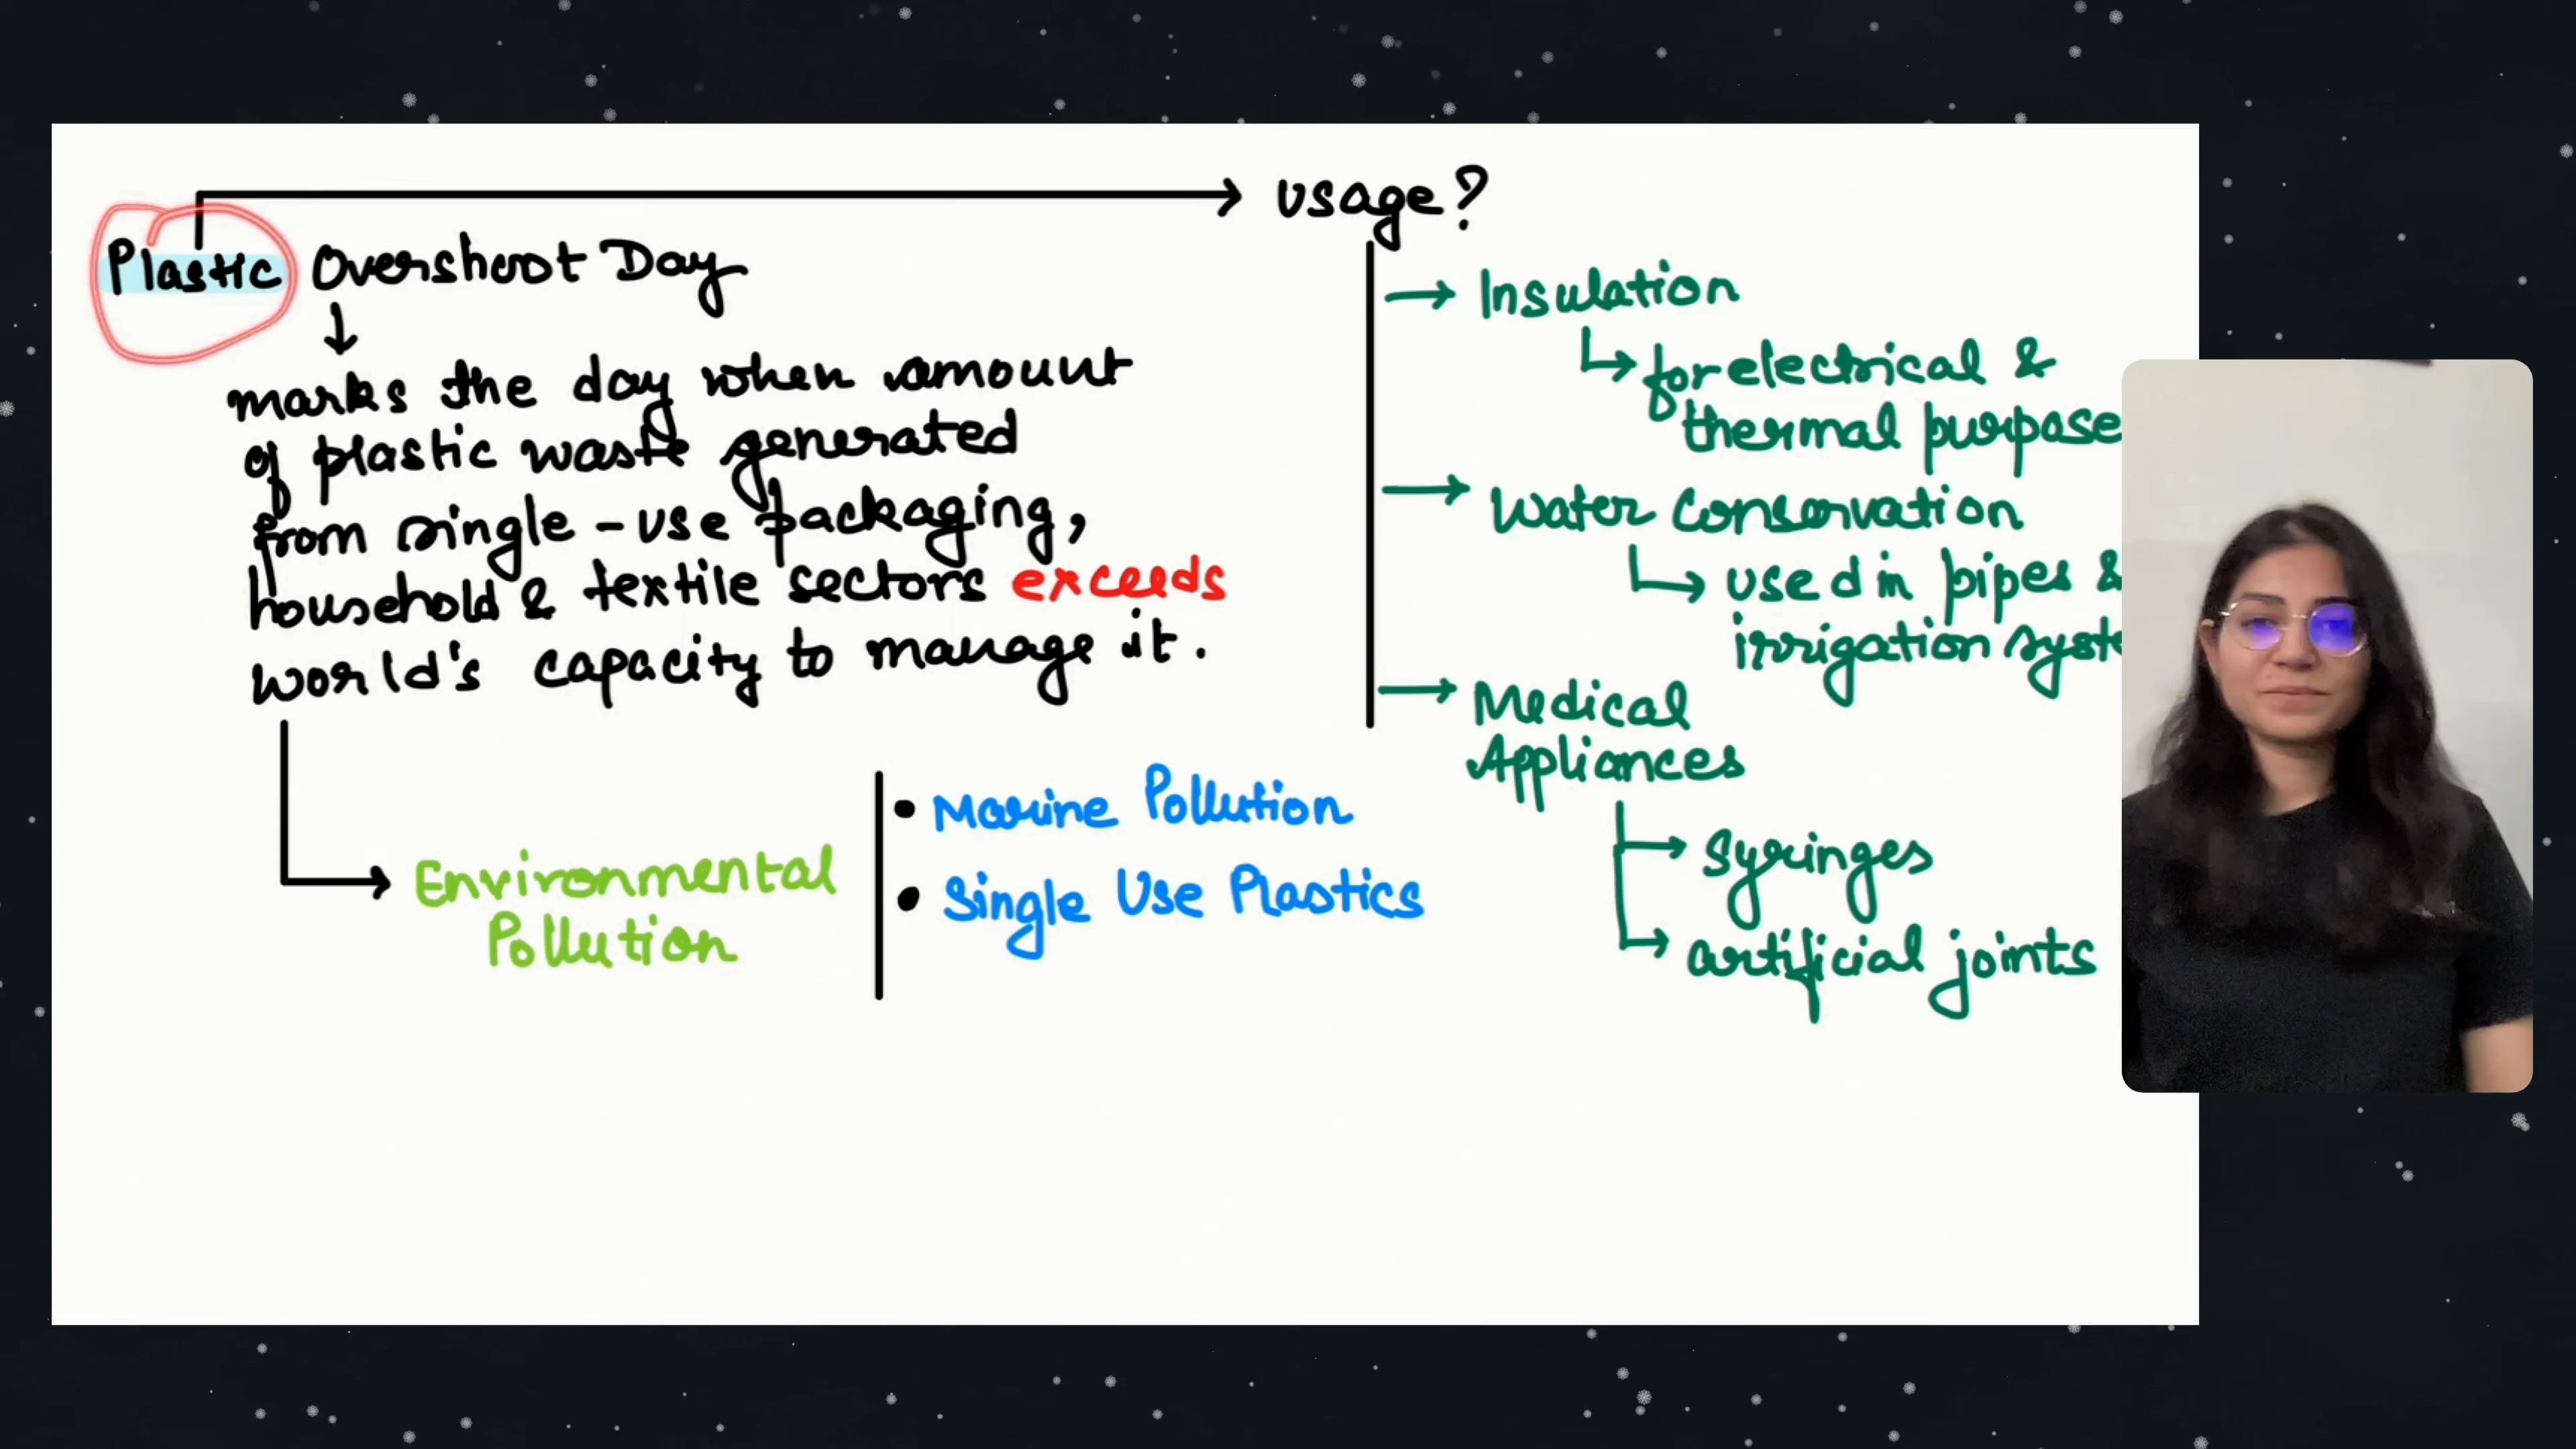 Plastic Overshoot Day
marks the day when amount
of plastic waste generated
from single-use packaging,
household & textile sectors exceeds
world's capacity to manage it.
Environmental
Pollution
• Marine Pollution
• Single Use Plastics
usage?
Insulation
for electrical &
thermal purpose
Water conservation
used in pipes &
irrigation syste
Medical
Appliances
Syringes
artificial joints